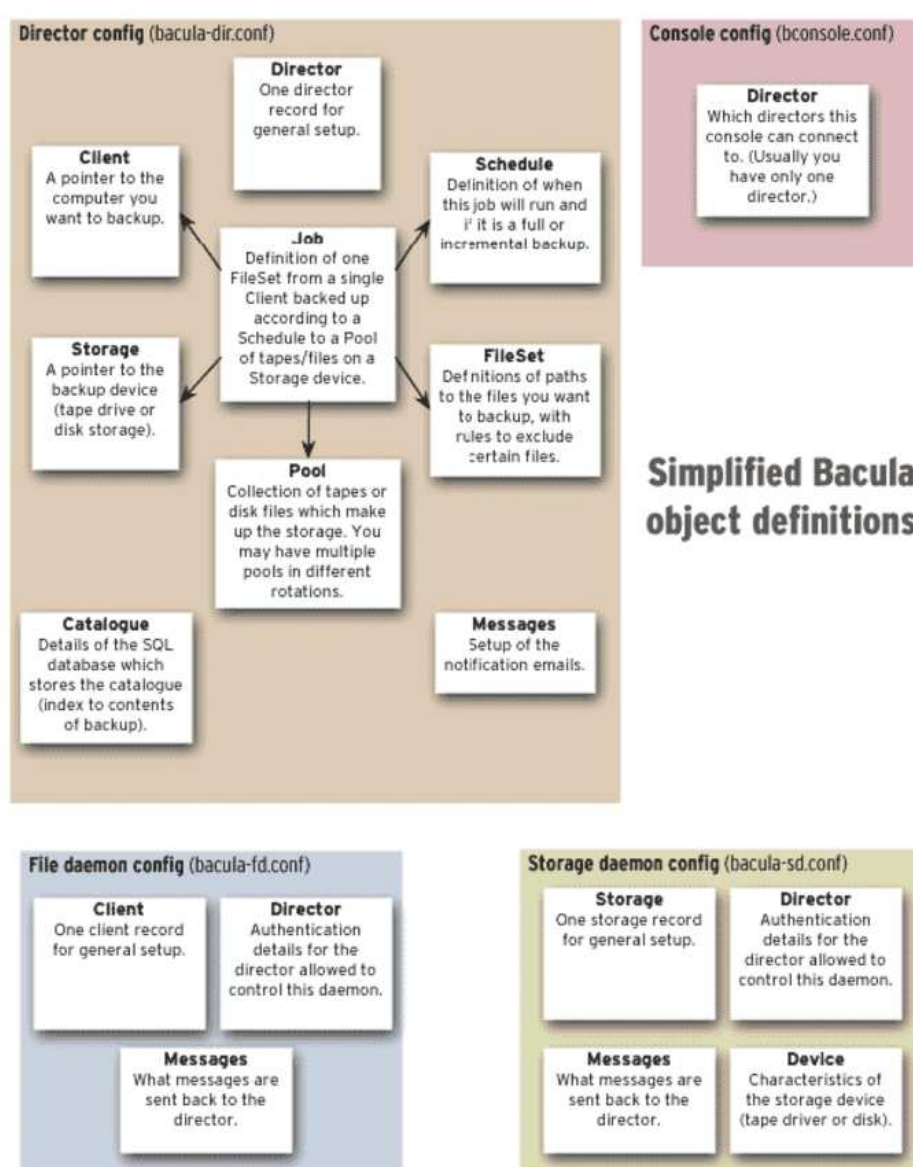 Director config (bacula-dir.conf)
Director
One director
record for
general setup.
Client
A pointer to the
computer you
want to backup.
Schedule
Definition of when
this job will run and
if it is a full or
incremental backup.
Job
Definition of one
FileSet from a single
Client backed up
according to a
Schedule to a Pool
of tapes/files on a
Storage device.
Storage
A pointer to the
backup device
(tape drive or
disk storage).
FileSet
Definitions of paths
to the files you want
to backup, with
rules to exclude
certain files.
Pool
Collection of tapes or
disk files which make
up the storage. You
may have multiple
pools in different
rotations.
Catalogue
Details of the SQL
database which
stores the catalogue
(index to contents
of backup).
Messages
Setup of the
notification emails.
Console config (bconsole.conf)
Director
Which directors this
console can connect
to. (Usually you
have only one
director.)
Simplified Bacula
object definitions
File daemon config (bacula-fd.conf)
Client
One client record
for general setup.
Director
Authentication
details for the
director allowed to
control this daemon.
Messages
What messages are
sent back to the
director.
Storage daemon config (bacula-sd.conf)
Storage
One storage record
for general setup.
Director
Authentication
details for the
director allowed to
control this daemon.
Messages
What messages are
sent back to the
director.
Device
Characteristics of
the storage device
(tape driver or disk).